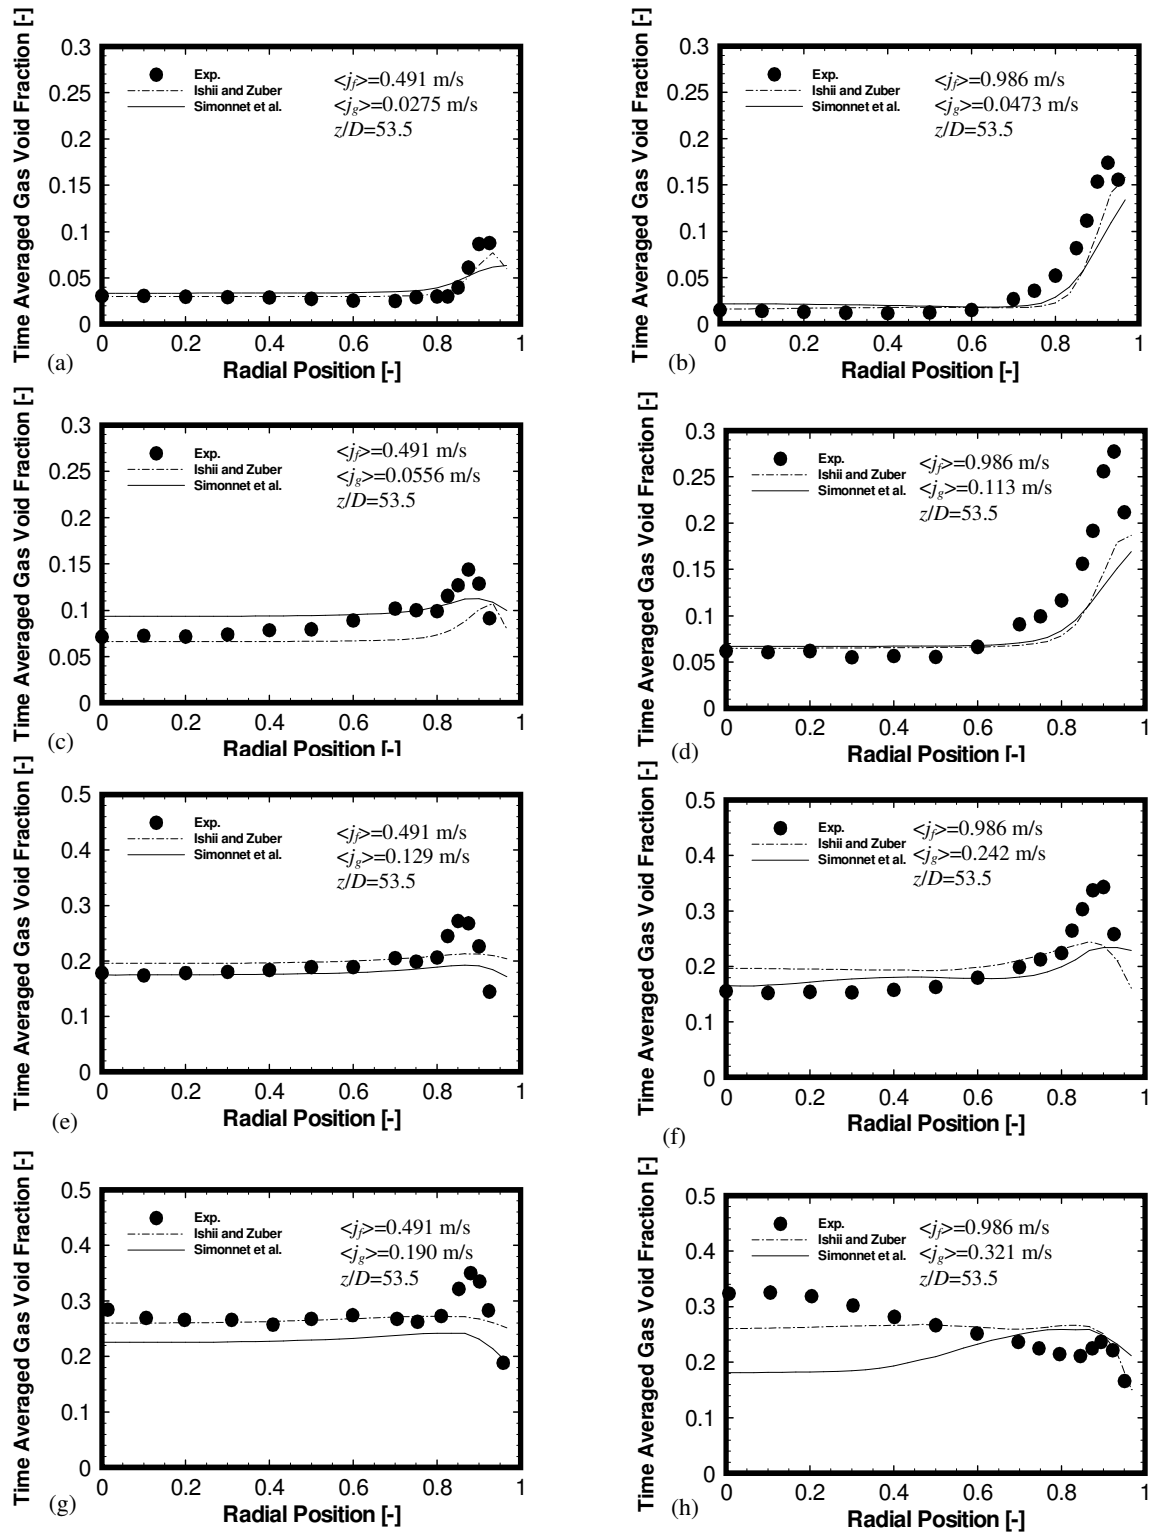 Time Averaged Gas Void Fraction [-]
0.3
0.25
0.2
0.15
0.1
0.05
0
Exp.
Ishii and Zuber
Simonnet et al.
<jf>=0.491 m/s
<jg>=0.0275 m/s
z/D=53.5
0 0.2 0.4 0.6 0.8 1
Radial Position [-]
(a)
Time Averaged Gas Void Fraction [-]
0.3
0.25
0.2
0.15
0.1
0.05
0
Exp.
Ishii and Zuber
Simonnet et al.
<jf>=0.986 m/s
<jg>=0.0473 m/s
z/D=53.5
0 0.2 0.4 0.6 0.8 1
Radial Position [-]
(b)
Time Averaged Gas Void Fraction [-]
0.3
0.25
0.2
0.15
0.1
0.05
0
Exp.
Ishii and Zuber
Simonnet et al.
<jf>=0.491 m/s
<jg>=0.0556 m/s
z/D=53.5
0 0.2 0.4 0.6 0.8 1
Radial Position [-]
(c)
Time Averaged Gas Void Fraction [-]
0.3
0.25
0.2
0.15
0.1
0.05
0
Exp.
Ishii and Zuber
Simonnet et al.
<jf>=0.986 m/s
<jg>=0.113 m/s
z/D=53.5
0 0.2 0.4 0.6 0.8 1
Radial Position [-]
(d)
Time Averaged Gas Void Fraction [-]
0.5
0.4
0.3
0.2
0.1
0
Exp.
Ishii and Zuber
Simonnet et al.
<jf>=0.491 m/s
<jg>=0.129 m/s
z/D=53.5
0 0.2 0.4 0.6 0.8 1
Radial Position [-]
(e)
Time Averaged Gas Void Fraction [-]
0.5
0.4
0.3
0.2
0.1
0
Exp.
Ishii and Zuber
Simonnet et al.
<jf>=0.986 m/s
<jg>=0.242 m/s
z/D=53.5
0 0.2 0.4 0.6 0.8 1
Radial Position [-]
(f)
Time Averaged Gas Void Fraction [-]
0.5
0.4
0.3
0.2
0.1
0
Exp.
Ishii and Zuber
Simonnet et al.
<jf>=0.491 m/s
<jg>=0.190 m/s
z/D=53.5
0 0.2 0.4 0.6 0.8 1
Radial Position [-]
(g)
Time Averaged Gas Void Fraction [-]
0.5
0.4
0.3
0.2
0.1
0
Exp.
Ishii and Zuber
Simonnet et al.
<jf>=0.986 m/s
<jg>=0.321 m/s
z/D=53.5
0 0.2 0.4 0.6 0.8 1
Radial Position [-]
(h)